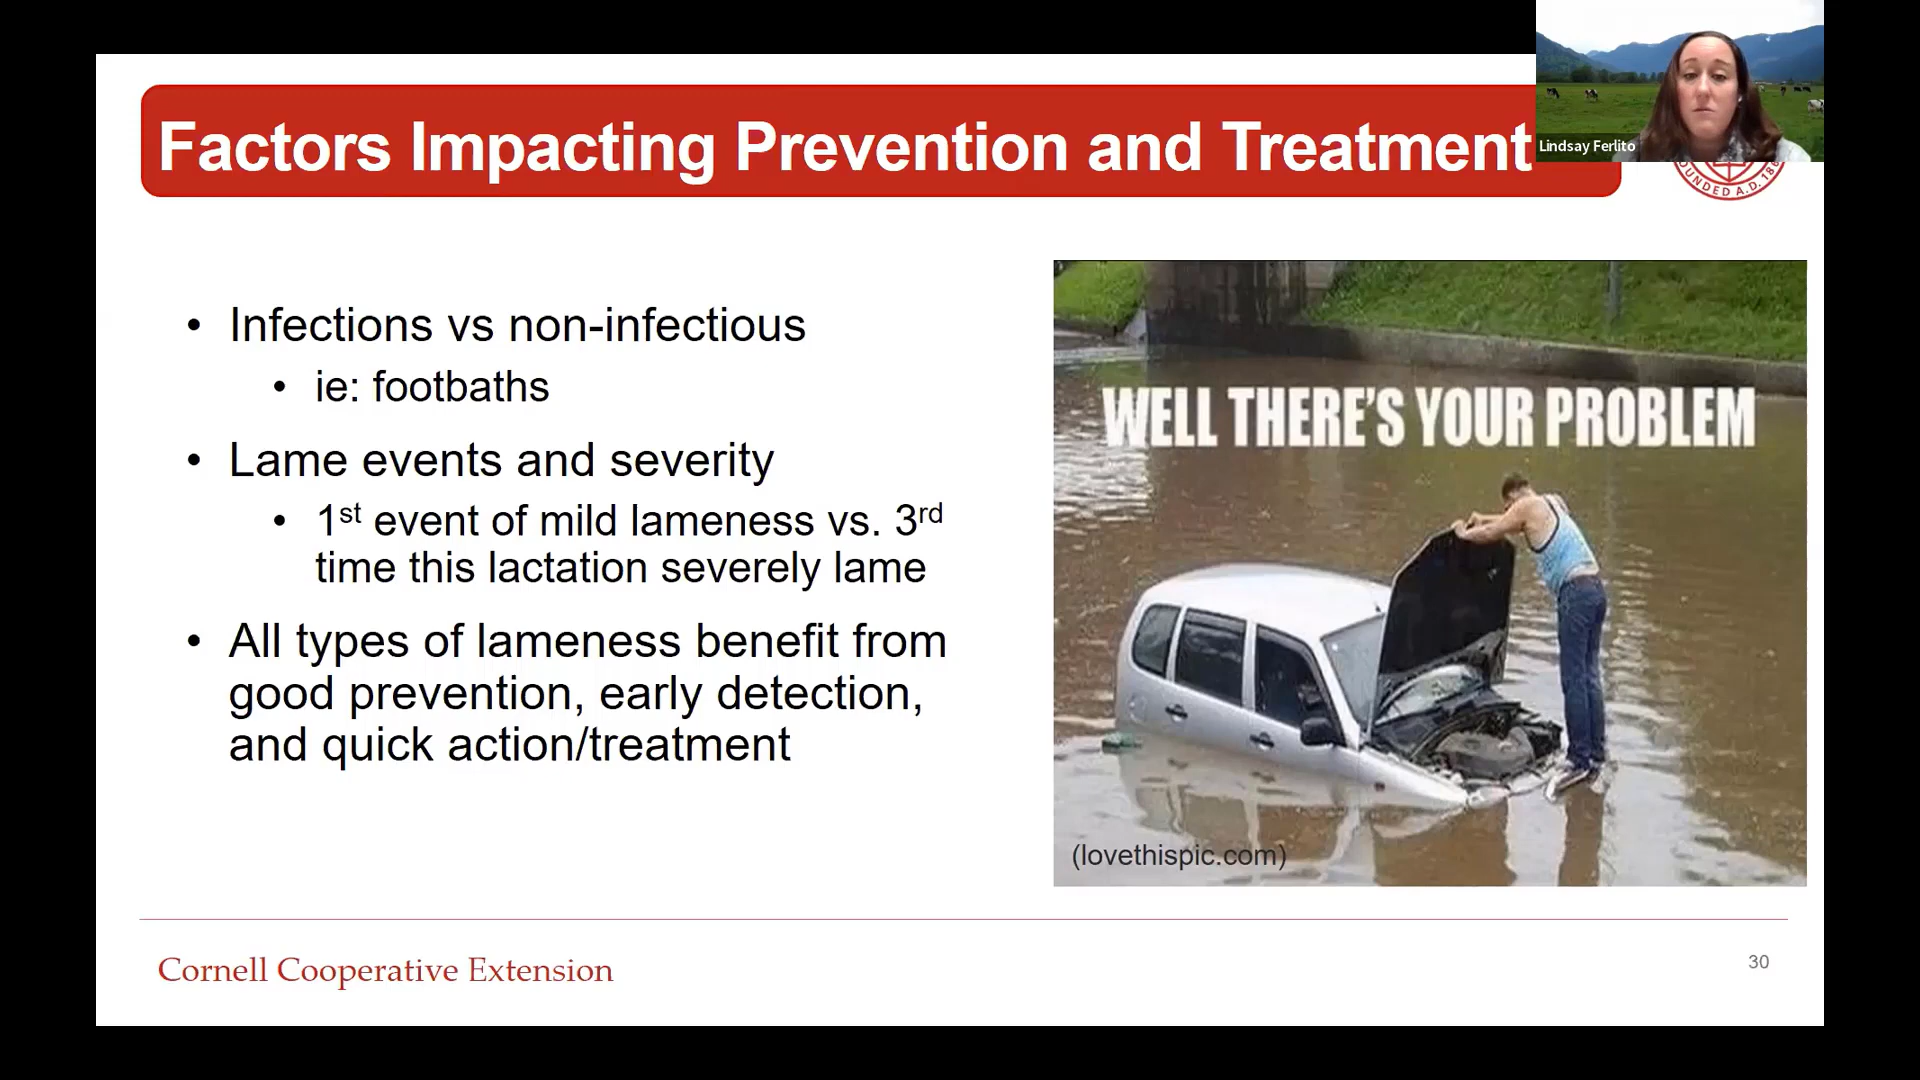 Factors Impacting Prevention and Treatment
Lindsay Ferlito
FOUNDED A.D. 186
• Infections vs non-infectious
• ie: footbaths
• Lame events and severity
• 1st event of mild lameness vs. 3rd
time this lactation severely lame
• All types of lameness benefit from
good prevention, early detection,
and quick action/treatment
WELL THERE'S YOUR PROBLEM
(lovethispic.com)
Cornell Cooperative Extension
30